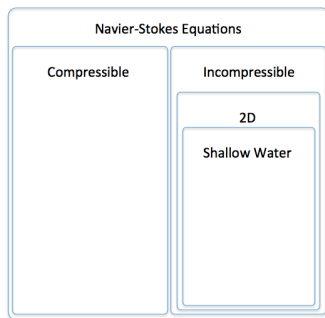 Navier-Stokes Equations
Compressible
Incompressible
2D
Shallow Water